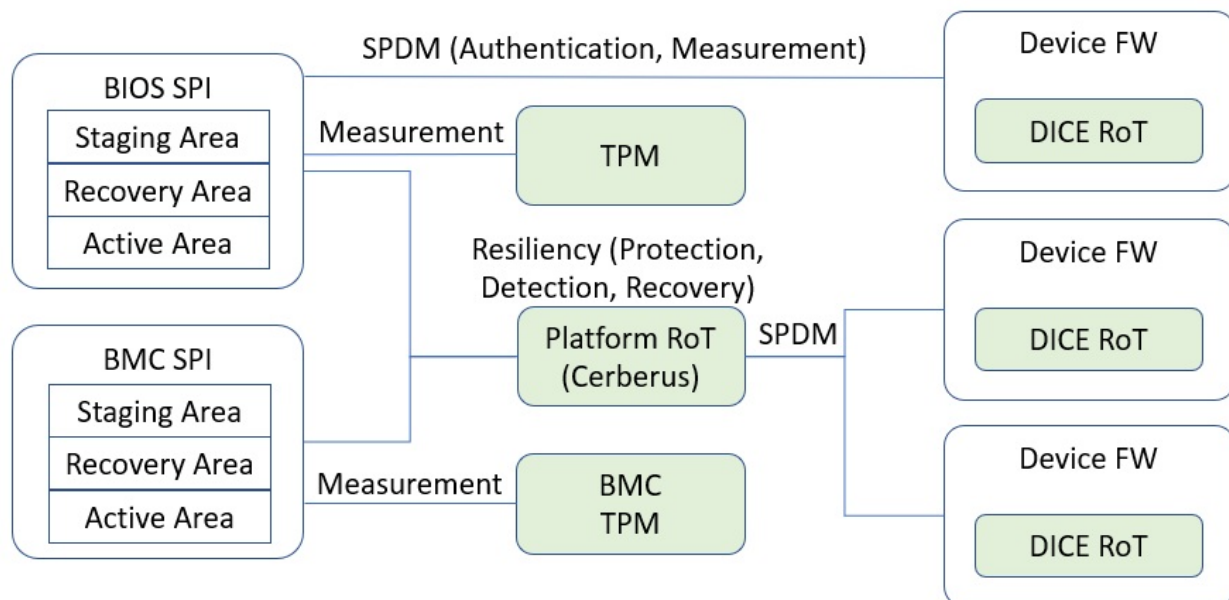 SPDM (Authentication, Measurement)
BIOS SPI
Staging Area
Recovery Area
Active Area
Measurement
TPM
Device FW
DICE RoT
Resiliency (Protection,
Detection, Recovery)
Platform RoT
(Cerberus)
SPDM
Device FW
DICE RoT
BMC SPI
Staging Area
Recovery Area
Active Area
Measurement
BMC
TPM
Device FW
DICE RoT